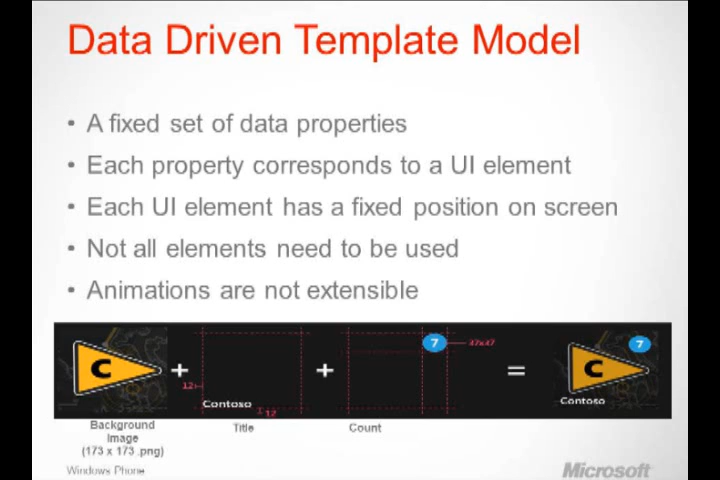 Data Driven Template Model
• A fixed set of data properties
• Each property corresponds to a UI element
• Each UI element has a fixed position on screen
• Not all elements need to be used
• Animations are not extensible
C + 12 Contoso 12 + 7 37x37 = C 7 Contoso
Background
Image
(173 x 173 .png)
Title
Count
Windows Phone
Microsoft